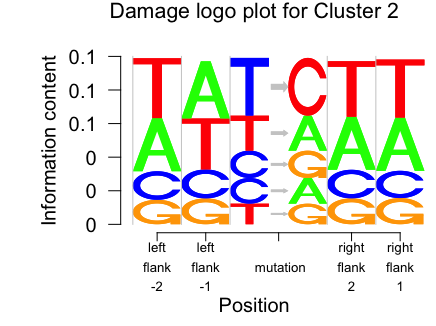 Damage logo plot for Cluster 2
Information content
0.1
0.1
0.1
0
0
0
T A T C T T
A T T A A A
C C C G C C
G G C A G G
T G
left flank -2
left flank -1
mutation
right flank 2
right flank 1
Position